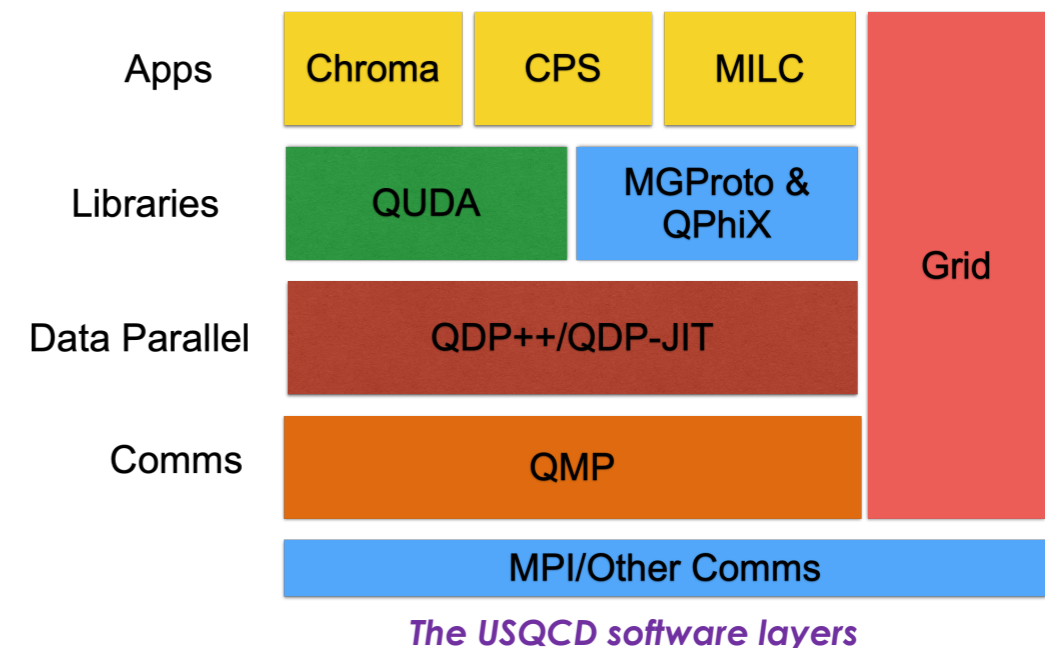 Apps
Chroma
CPS
MILC
Libraries
QUDA
MGProto &
QPhiX
Grid
Data Parallel
QDP++/QDP-JIT
Comms
QMP
MPI/Other Comms
The USQCD software layers